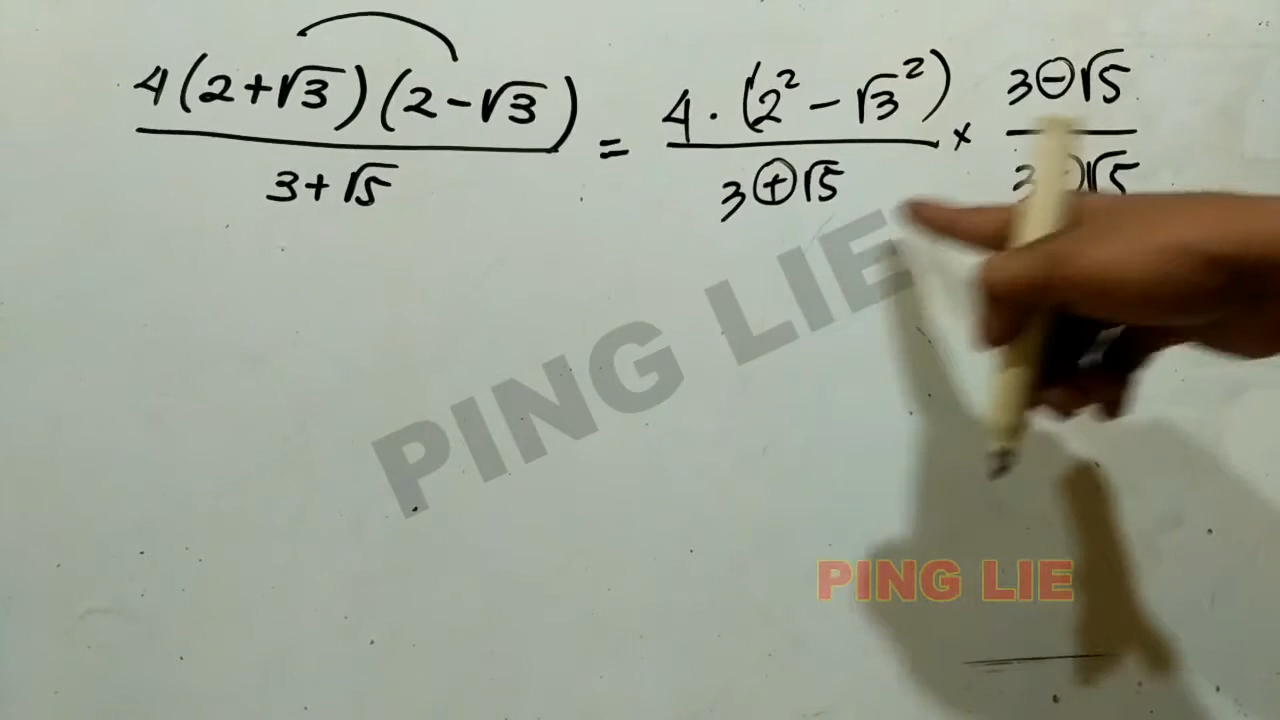 4(2+√3)(2-√3) / 3+√5 = 4·(2²-√3²) / 3⊕√5 × 3⊖√5 / 3⊖√5
PING LIE
PING LIE